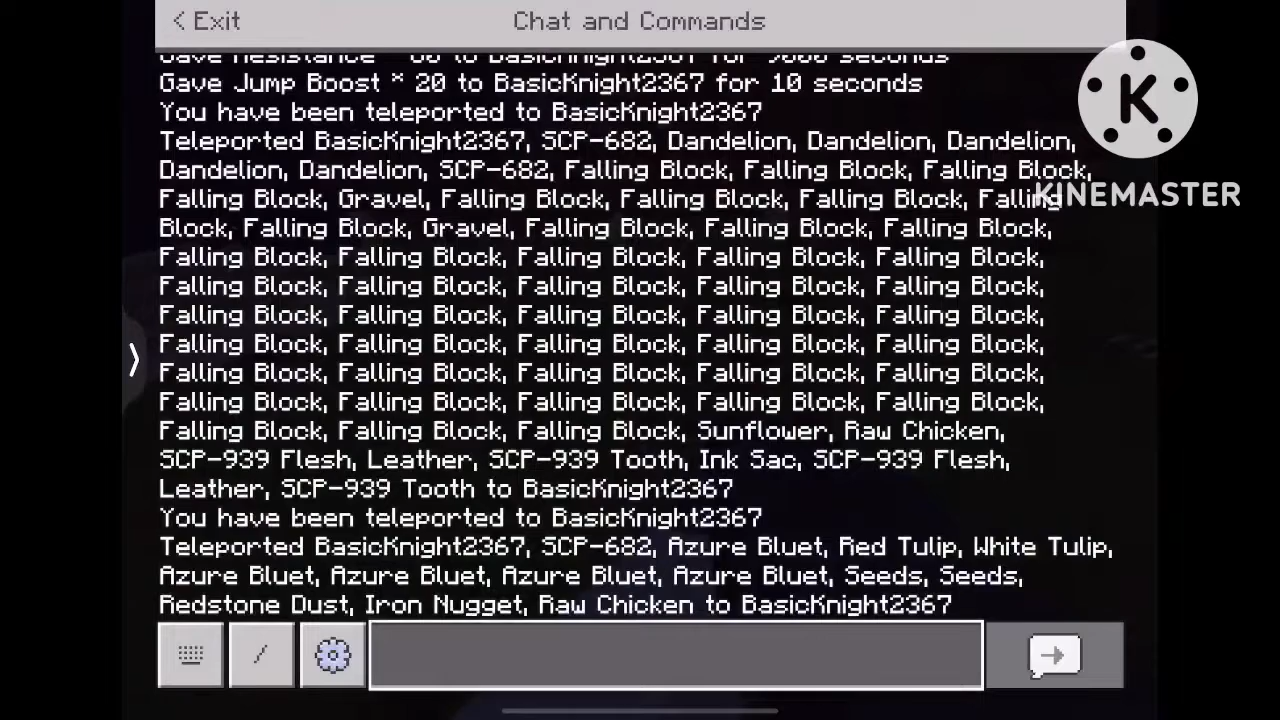 < Exit
Chat and Commands
Gave Resistance * 60 to BasicKnight2367 for 9000 seconds
Gave Jump Boost * 20 to BasicKnight2367 for 10 seconds
You have been teleported to BasicKnight2367
Teleported BasicKnight2367, SCP-682, Dandelion, Dandelion, Dandelion,
Dandelion, Dandelion, SCP-682, Falling Block, Falling Block, Falling Block,
Falling Block, Gravel, Falling Block, Falling Block, Falling Block, Falling
Block, Falling Block, Gravel, Falling Block, Falling Block, Falling Block,
Falling Block, Falling Block, Falling Block, Falling Block, Falling Block,
Falling Block, Falling Block, Falling Block, Falling Block, Falling Block,
Falling Block, Falling Block, Falling Block, Falling Block, Falling Block,
Falling Block, Falling Block, Falling Block, Falling Block, Falling Block,
Falling Block, Falling Block, Falling Block, Falling Block, Falling Block,
Falling Block, Falling Block, Falling Block, Falling Block, Falling Block,
Falling Block, Falling Block, Falling Block, Sunflower, Raw Chicken,
SCP-939 Flesh, Leather, SCP-939 Tooth, Ink Sac, SCP-939 Flesh,
Leather, SCP-939 Tooth to BasicKnight2367
You have been teleported to BasicKnight2367
Teleported BasicKnight2367, SCP-682, Azure Bluet, Red Tulip, White Tulip,
Azure Bluet, Azure Bluet, Azure Bluet, Azure Bluet, Seeds, Seeds,
Redstone Dust, Iron Nugget, Raw Chicken to BasicKnight2367
/
K
KINEMASTER